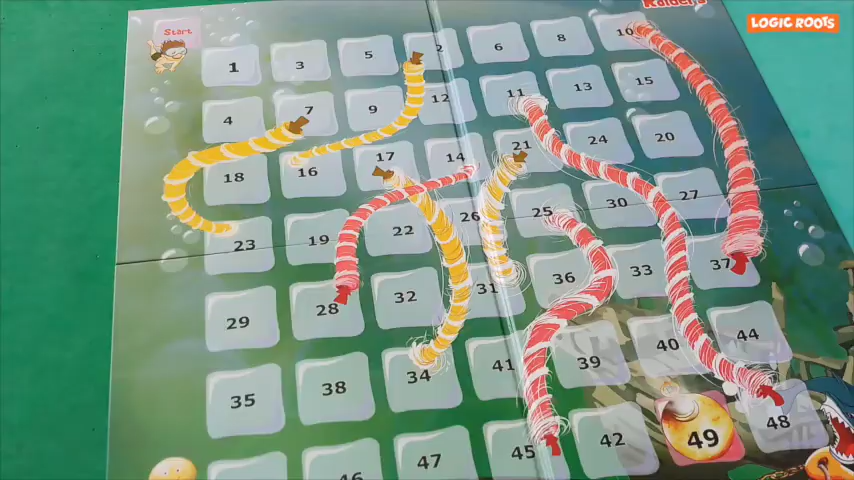 Raiders
LOGIC ROOTS
Start
1 3 5 2 6 8 10
4 7 9 12 11 13 15
18 16 17 14 21 24 20
23 19 22 26 25 30 27
29 28 32 31 36 33 37
35 38 34 41 39 40 44
46 47 45 42 49 48